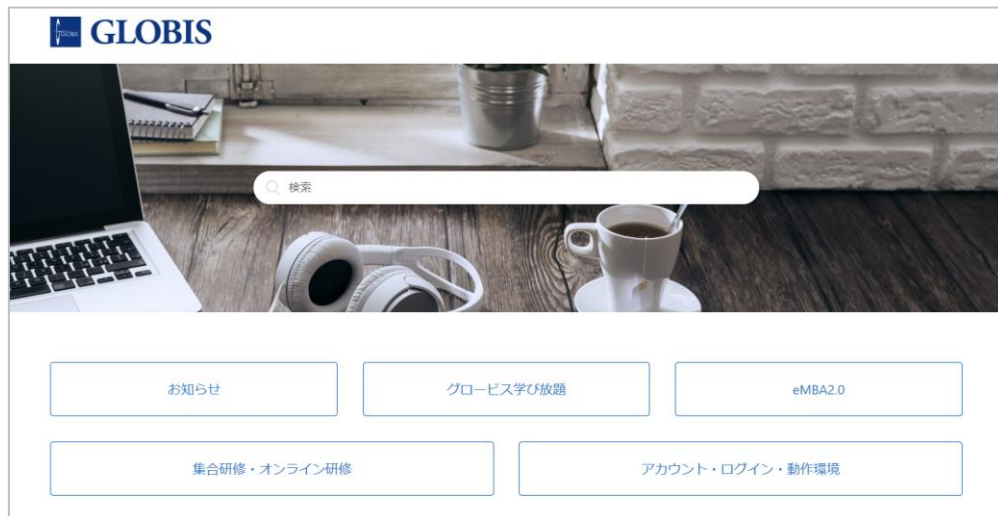 GLOBIS
検索
お知らせ
グロービス学び放題
eMBA2.0
集合研修・オンライン研修
アカウント・ログイン・動作環境